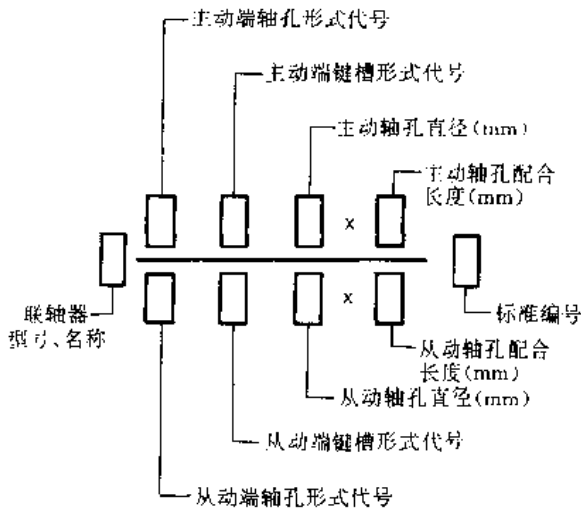 主动端轴孔形式代号
主动端键槽形式代号
主动轴孔直径(mm)
主动轴孔配合
长度(mm)
x
x
联轴器
型号、名称
标准编号
从动轴孔配合
长度(mm)
从动轴孔直径(mm)
从动端键槽形式代号
从动端轴孔形式代号